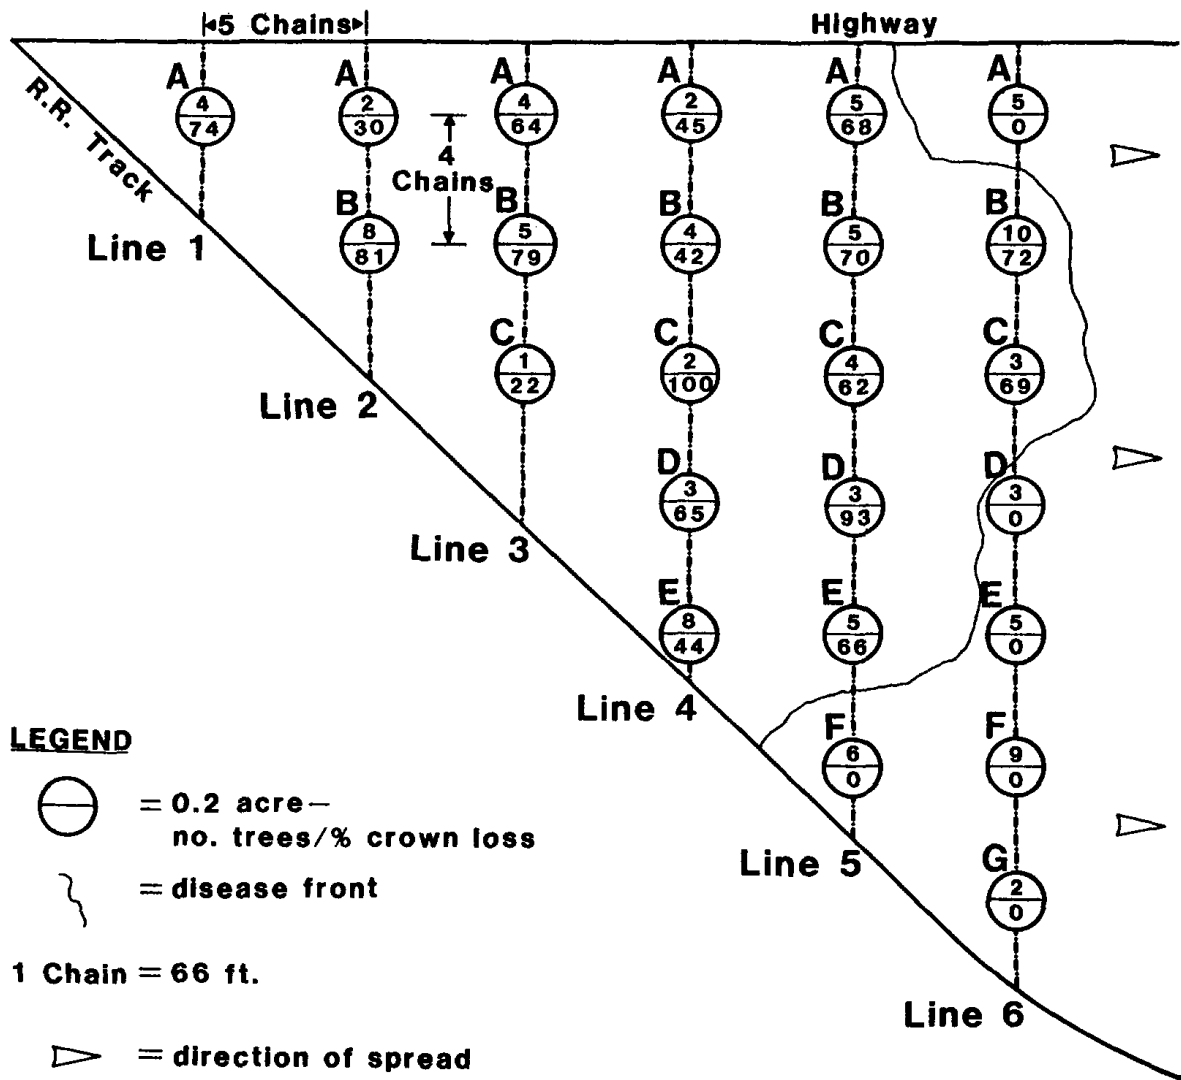 5 Chains
Highway
R.R. Track
A A A A A A
4 2 4 2 5 5
74 30 64 45 68 0
4
Chains
B B B B B
8 5 4 5 10
81 79 42 70 72
Line 1
C C C C
1 2 4 3
22 100 62 69
Line 2
D D D
3 3 3
65 93 0
Line 3
E E E
8 5 5
44 66 0
Line 4
F F
6 9
0 0
Line 5
G
2
0
Line 6
LEGEND
= 0.2 acre—
no. trees/% crown loss
= disease front
1 Chain = 66 ft.
= direction of spread